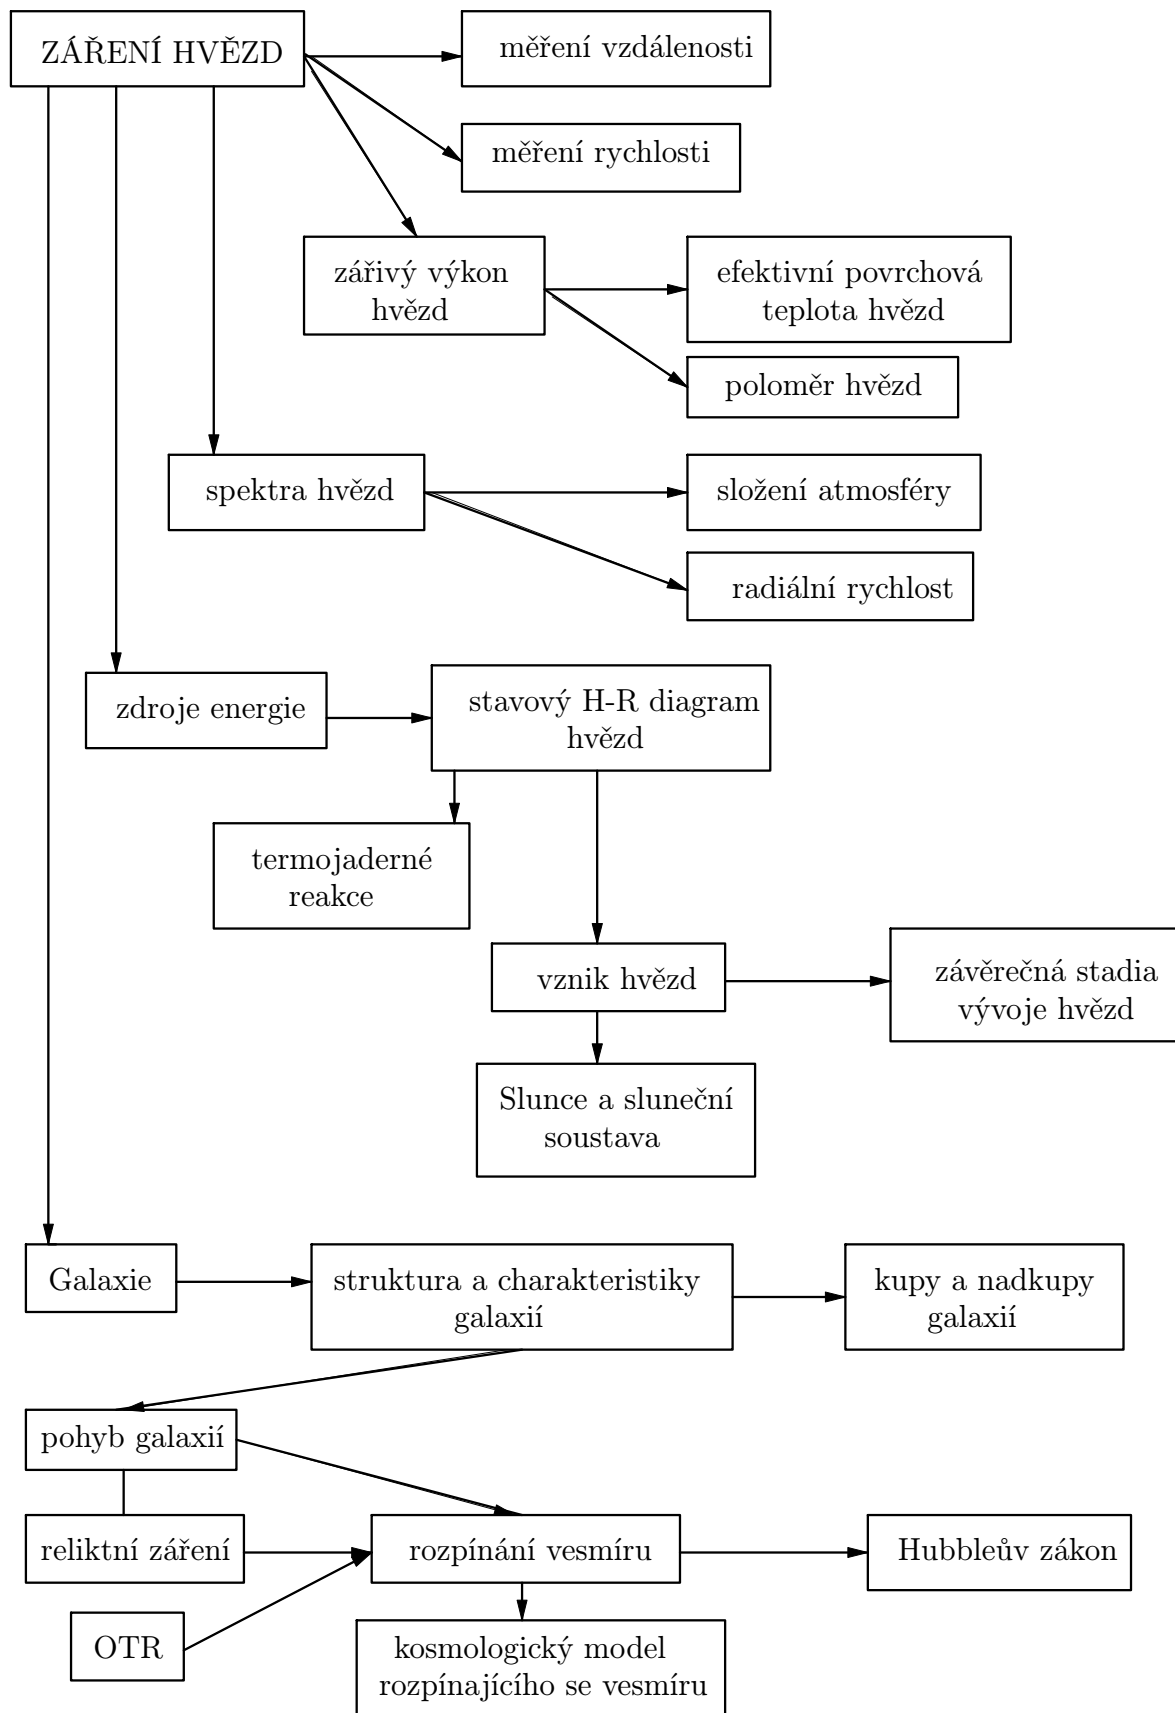 ZÁŘENÍ HVĚZD
měření vzdálenosti
měření rychlosti
zářivý výkon
hvězd
efektivní povrchová
teplota hvězd
poloměr hvězd
spektra hvězd
složení atmosféry
radiální rychlost
zdroje energie
stavový H-R diagram
hvězd
termojaderné
reakce
vznik hvězd
závěrečná stadia
vývoje hvězd
Slunce a sluneční
soustava
Galaxie
struktura a charakteristiky
galaxií
kupy a nadkupy
galaxií
pohyb galaxií
reliktní záření
rozpínání vesmíru
Hubbleův zákon
OTR
kosmologický model
rozpínajícího se vesmíru